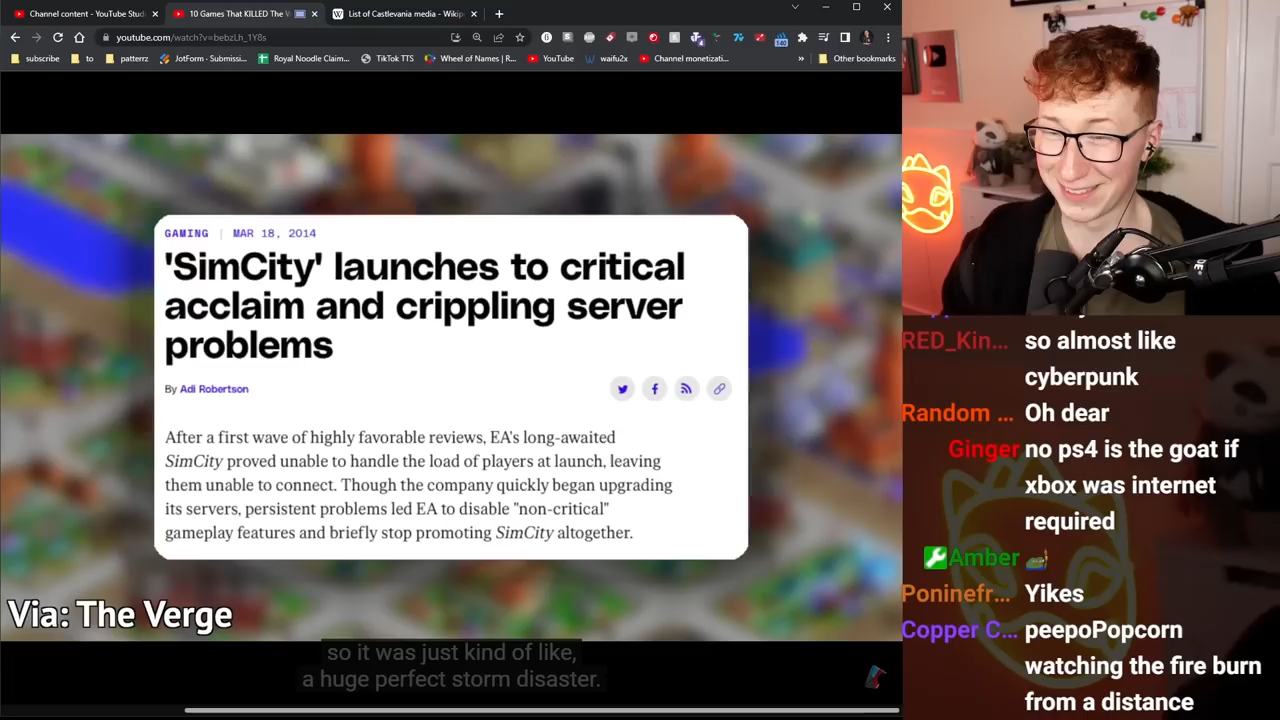 Channel content - YouTube Studi
10 Games That KILLED The V
List of Castlevania media - Wikip
youtube.com/watch?v=bebzLh_1Y8s
subscribe
to
patterrz
JotForm - Submissi...
Royal Noodle Claim...
TikTok TTS
Wheel of Names | R...
YouTube
waifu2x
Channel monetizati...
Other bookmarks
GAMING | MAR 18, 2014
'SimCity' launches to critical
acclaim and crippling server
problems
By Adi Robertson
After a first wave of highly favorable reviews, EA's long-awaited
SimCity proved unable to handle the load of players at launch, leaving
them unable to connect. Though the company quickly began upgrading
its servers, persistent problems led EA to disable "non-critical"
gameplay features and briefly stop promoting SimCity altogether.
Via: The Verge
so it was just kind of like,
a huge perfect storm disaster.
RED_Kin... so almost like
cyberpunk
Random ... Oh dear
Ginger no ps4 is the goat if
xbox was internet
required
Amber
Poninefr... Yikes
Copper C... peepoPopcorn
watching the fire burn
from a distance